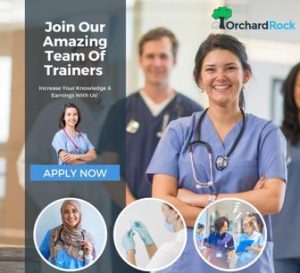 Join Our
Amazing
Team Of
Trainers
Increase Your Knowledge &
Earnings With Us!
APPLY NOW
OrchardRock